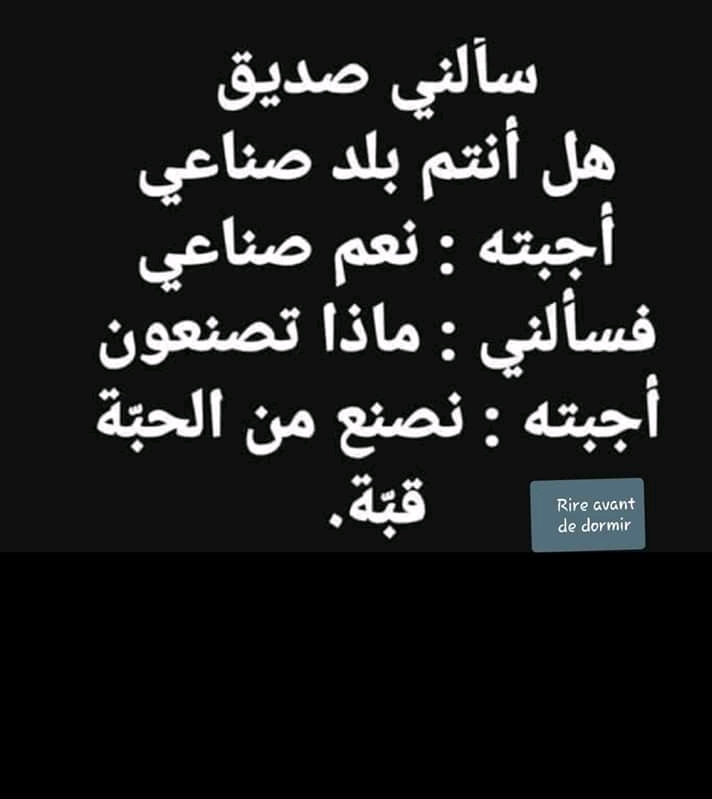 سألني صديق
هل أنتم بلد صناعي
أجبته : نعم صناعي
فسألني : ماذا تصنعون
أجبته : نصنع من الحبّة
قبّة.
Rire avant
de dormir